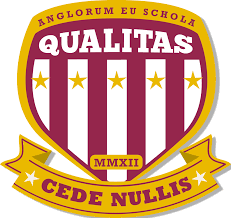 ANGLORUM EU SCHOLA
QUALITAS
MMXII
CEDE NULLIS